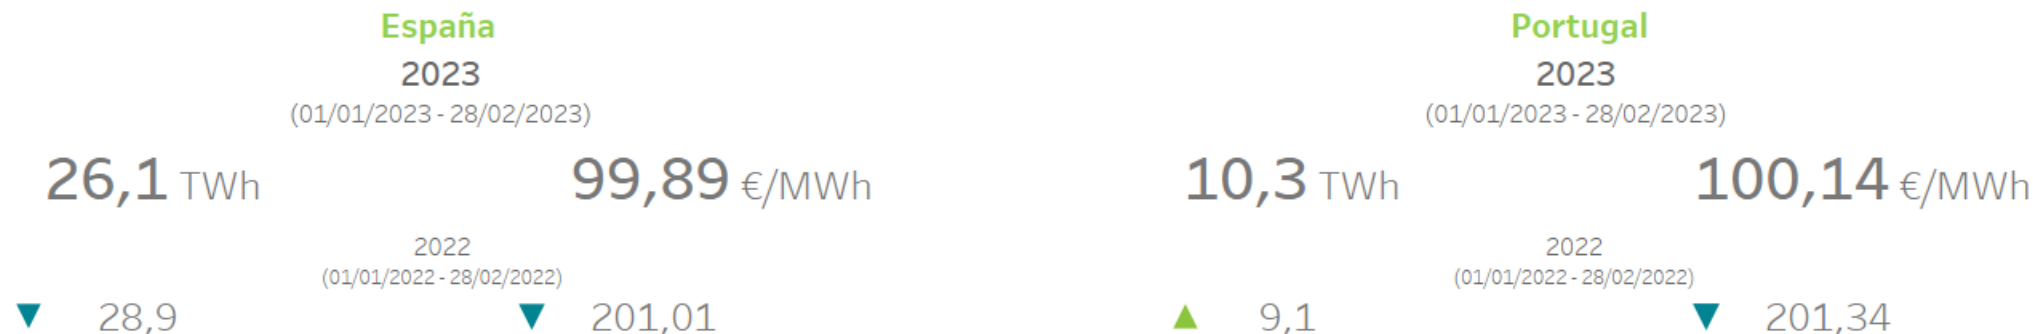 España
2023
(01/01/2023 - 28/02/2023)
26,1 TWh
99,89 €/MWh
2022
(01/01/2022 - 28/02/2022)
28,9
201,01
Portugal
2023
(01/01/2023 - 28/02/2023)
10,3 TWh
100,14 €/MWh
2022
(01/01/2022 - 28/02/2022)
9,1
201,34